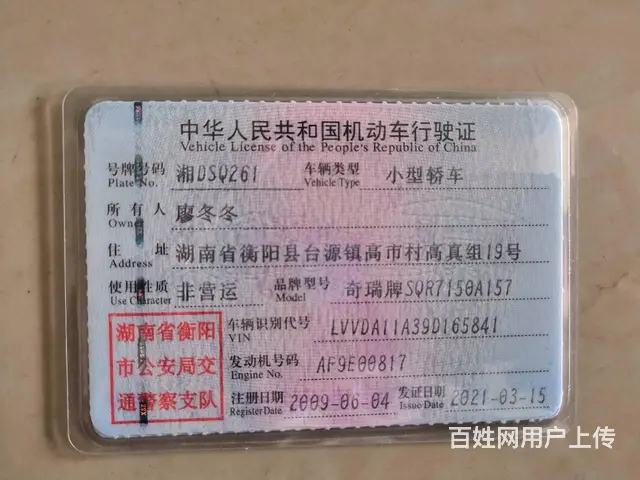 中华人民共和国机动车行驶证
Vehicle License of the People's Republic of China
号牌号码 湘DSQ261 车辆类型 小型轿车
Plate No. Vehicle Type
所有人 廖冬冬
Owner
住址 湖南省衡阳县台源镇高市村高真组19号
Address
使用性质 非营运 品牌型号 奇瑞牌SQR7150A157
Use Character Model
湖南省衡阳
市公安局交
通警察支队
车辆识别代号 LVVDA11A39D165841
VIN
发动机号码 AF9E00817
Engine No.
注册日期 2009-06-04 发证日期 2021-03-15
Register Date Issue Date
百姓网用户上传